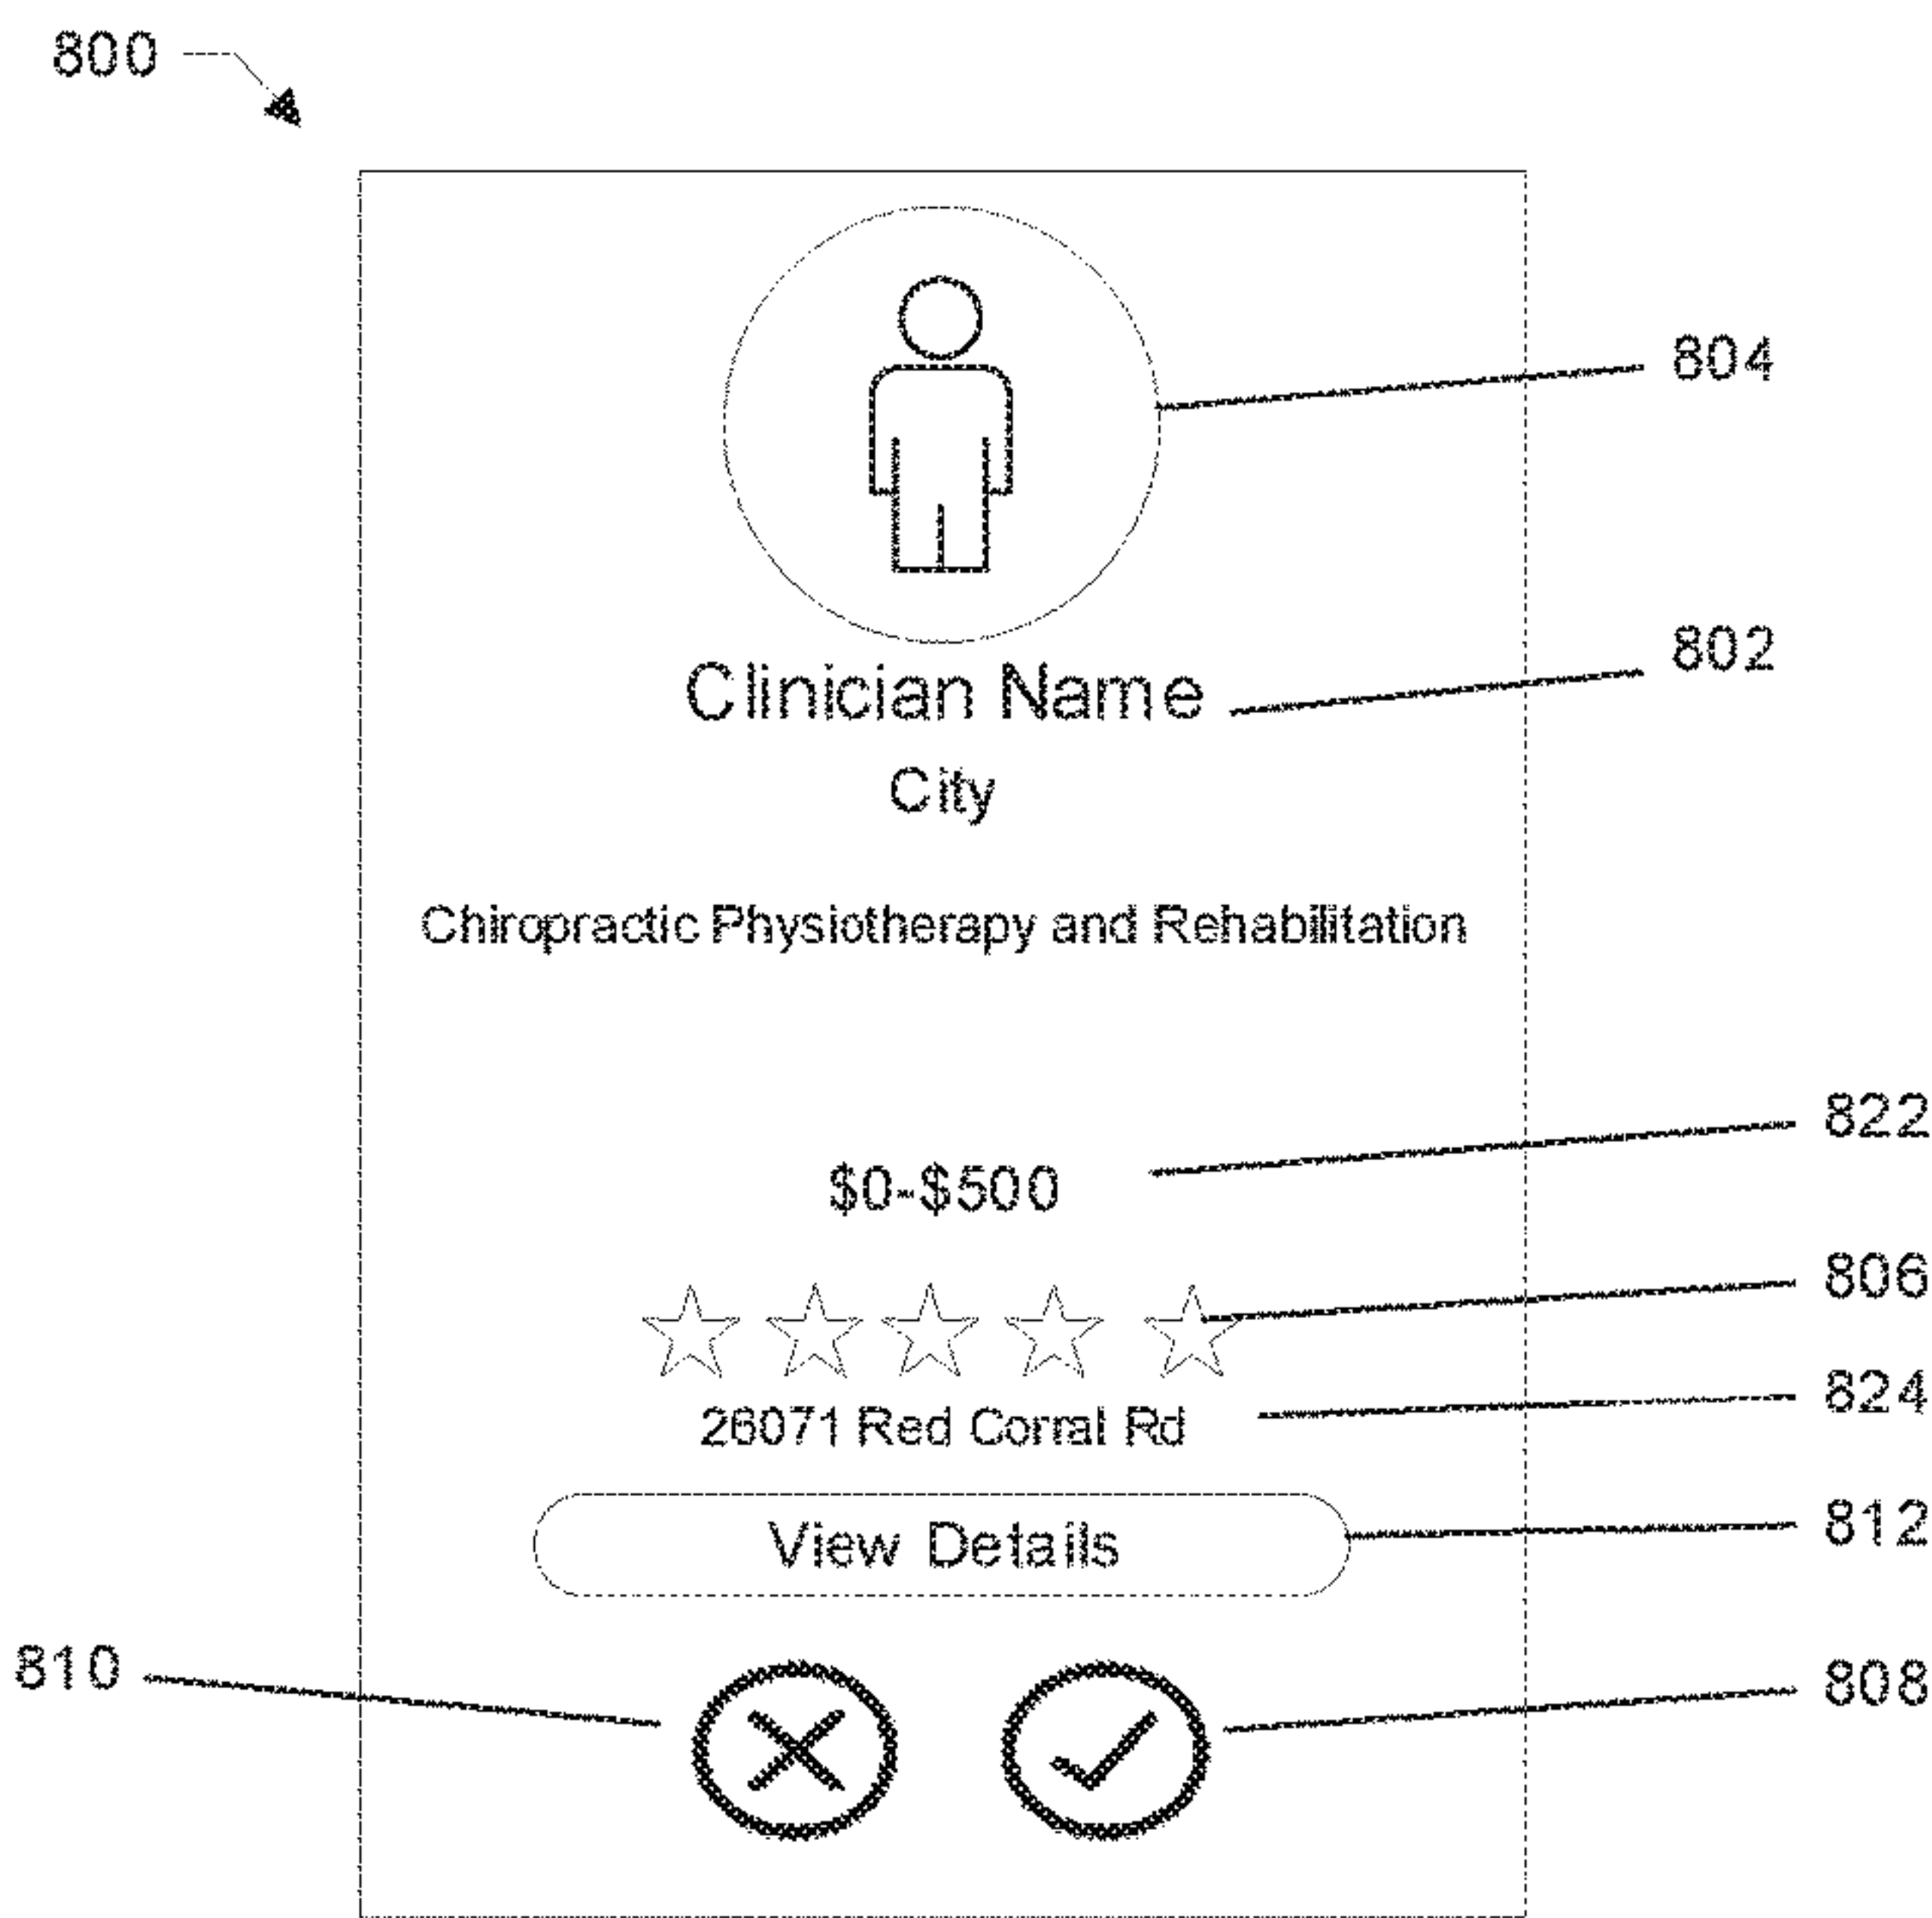 800
804
802
Clinician Name
City
Chiropractic Physiotherapy and Rehabilitation
822
$0-$500
806
824
26071 Red Corral Rd
812
View Details
810
808